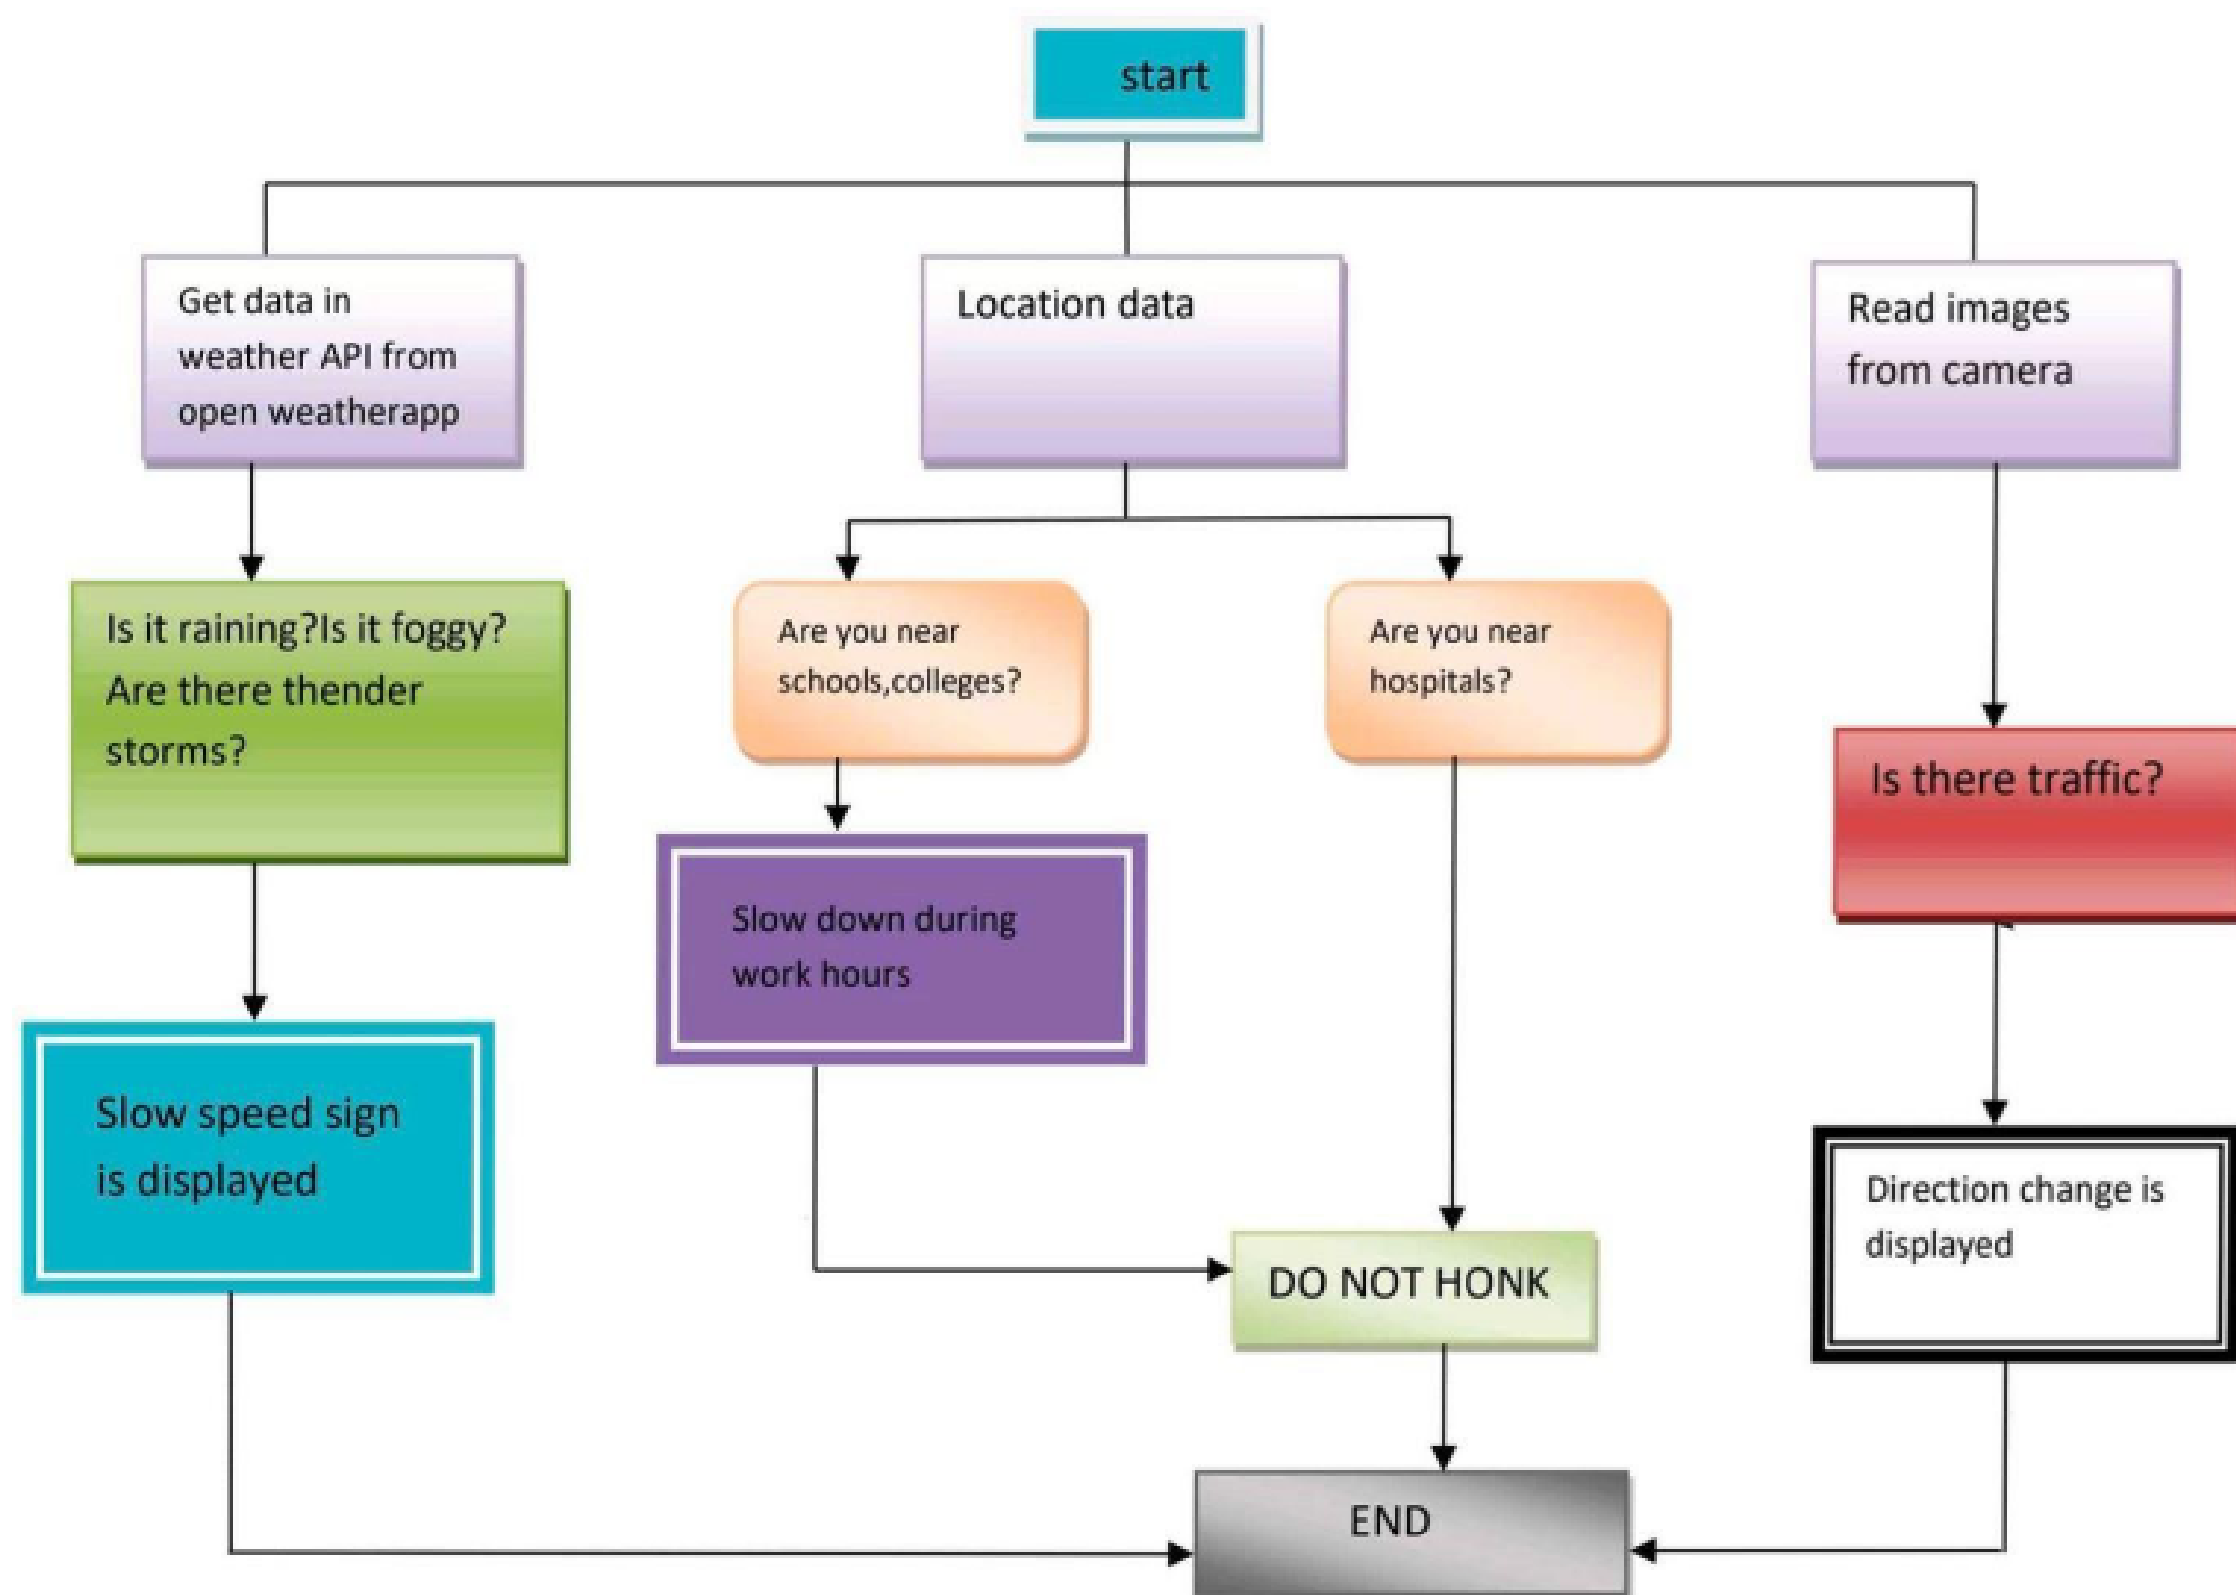 start
Get data in
weather API from
open weatherapp
Location data
Read images
from camera
Is it raining?Is it foggy?
Are there thender
storms?
Are you near
schools,colleges?
Are you near
hospitals?
Is there traffic?
Slow down during
work hours
Slow speed sign
is displayed
Direction change is
displayed
DO NOT HONK
END